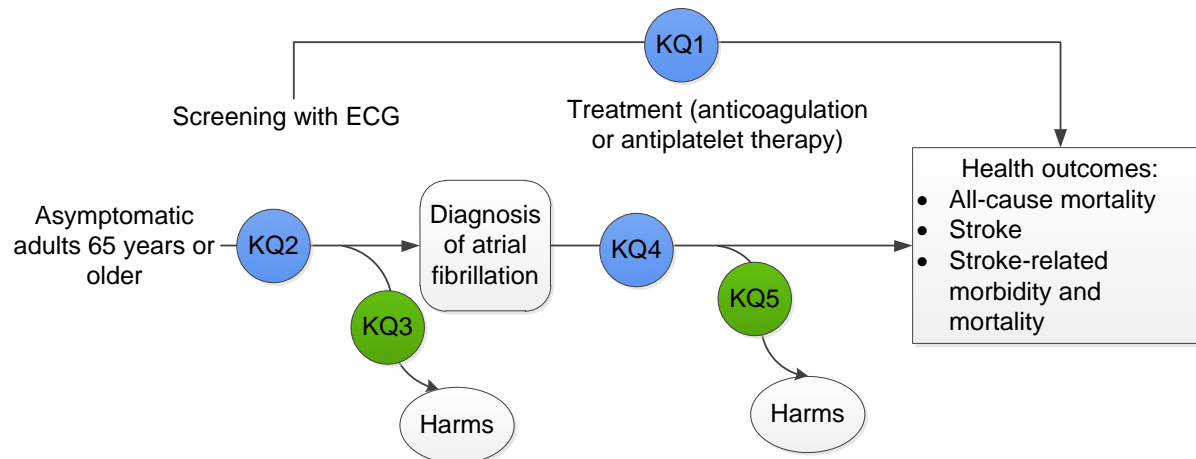 KQ1
Screening with ECG
Treatment (anticoagulation
or antiplatelet therapy)
Asymptomatic
adults 65 years or
older
KQ2
KQ3
Harms
Diagnosis
of atrial
fibrillation
KQ4
KQ5
Harms
Health outcomes:
• All-cause mortality
• Stroke
• Stroke-related
morbidity and
mortality